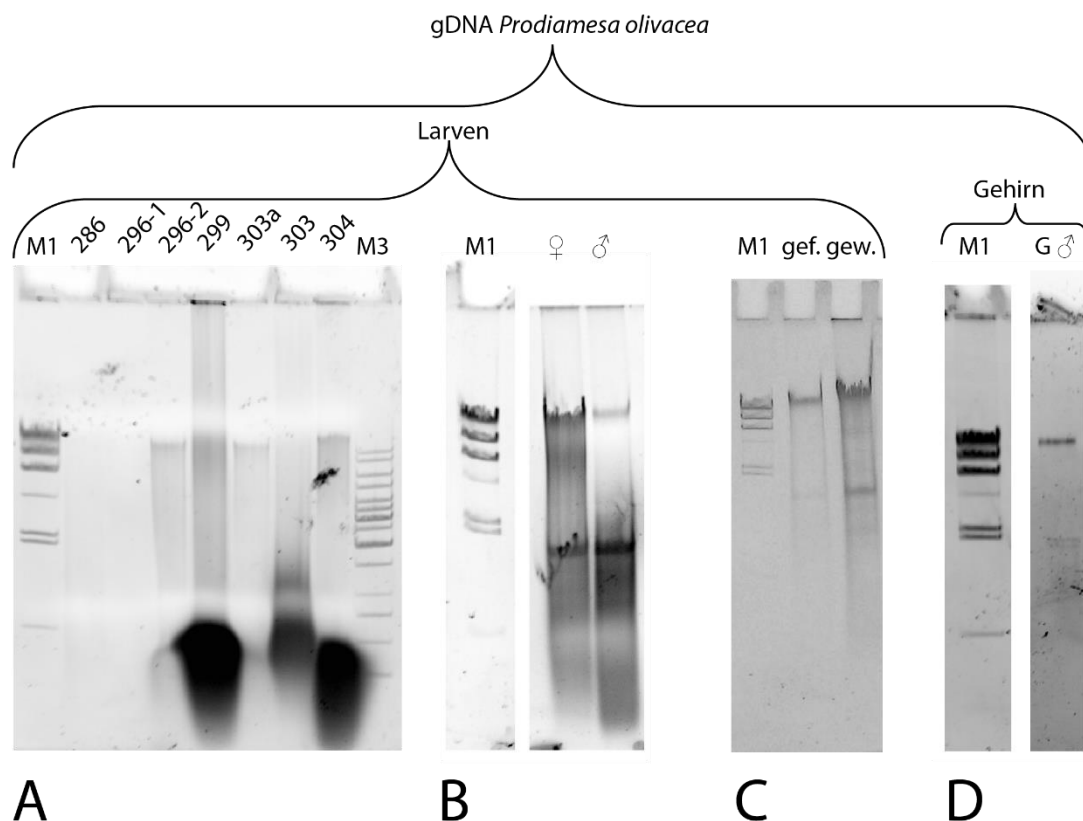 gDNA Prodiamesa olivacea
Larven
Gehirn
M1 286 296-1 296-2 299 303a 303 304 M3
M1 ♀ ♂
M1 gef. gew.
M1 G ♂
A B C D